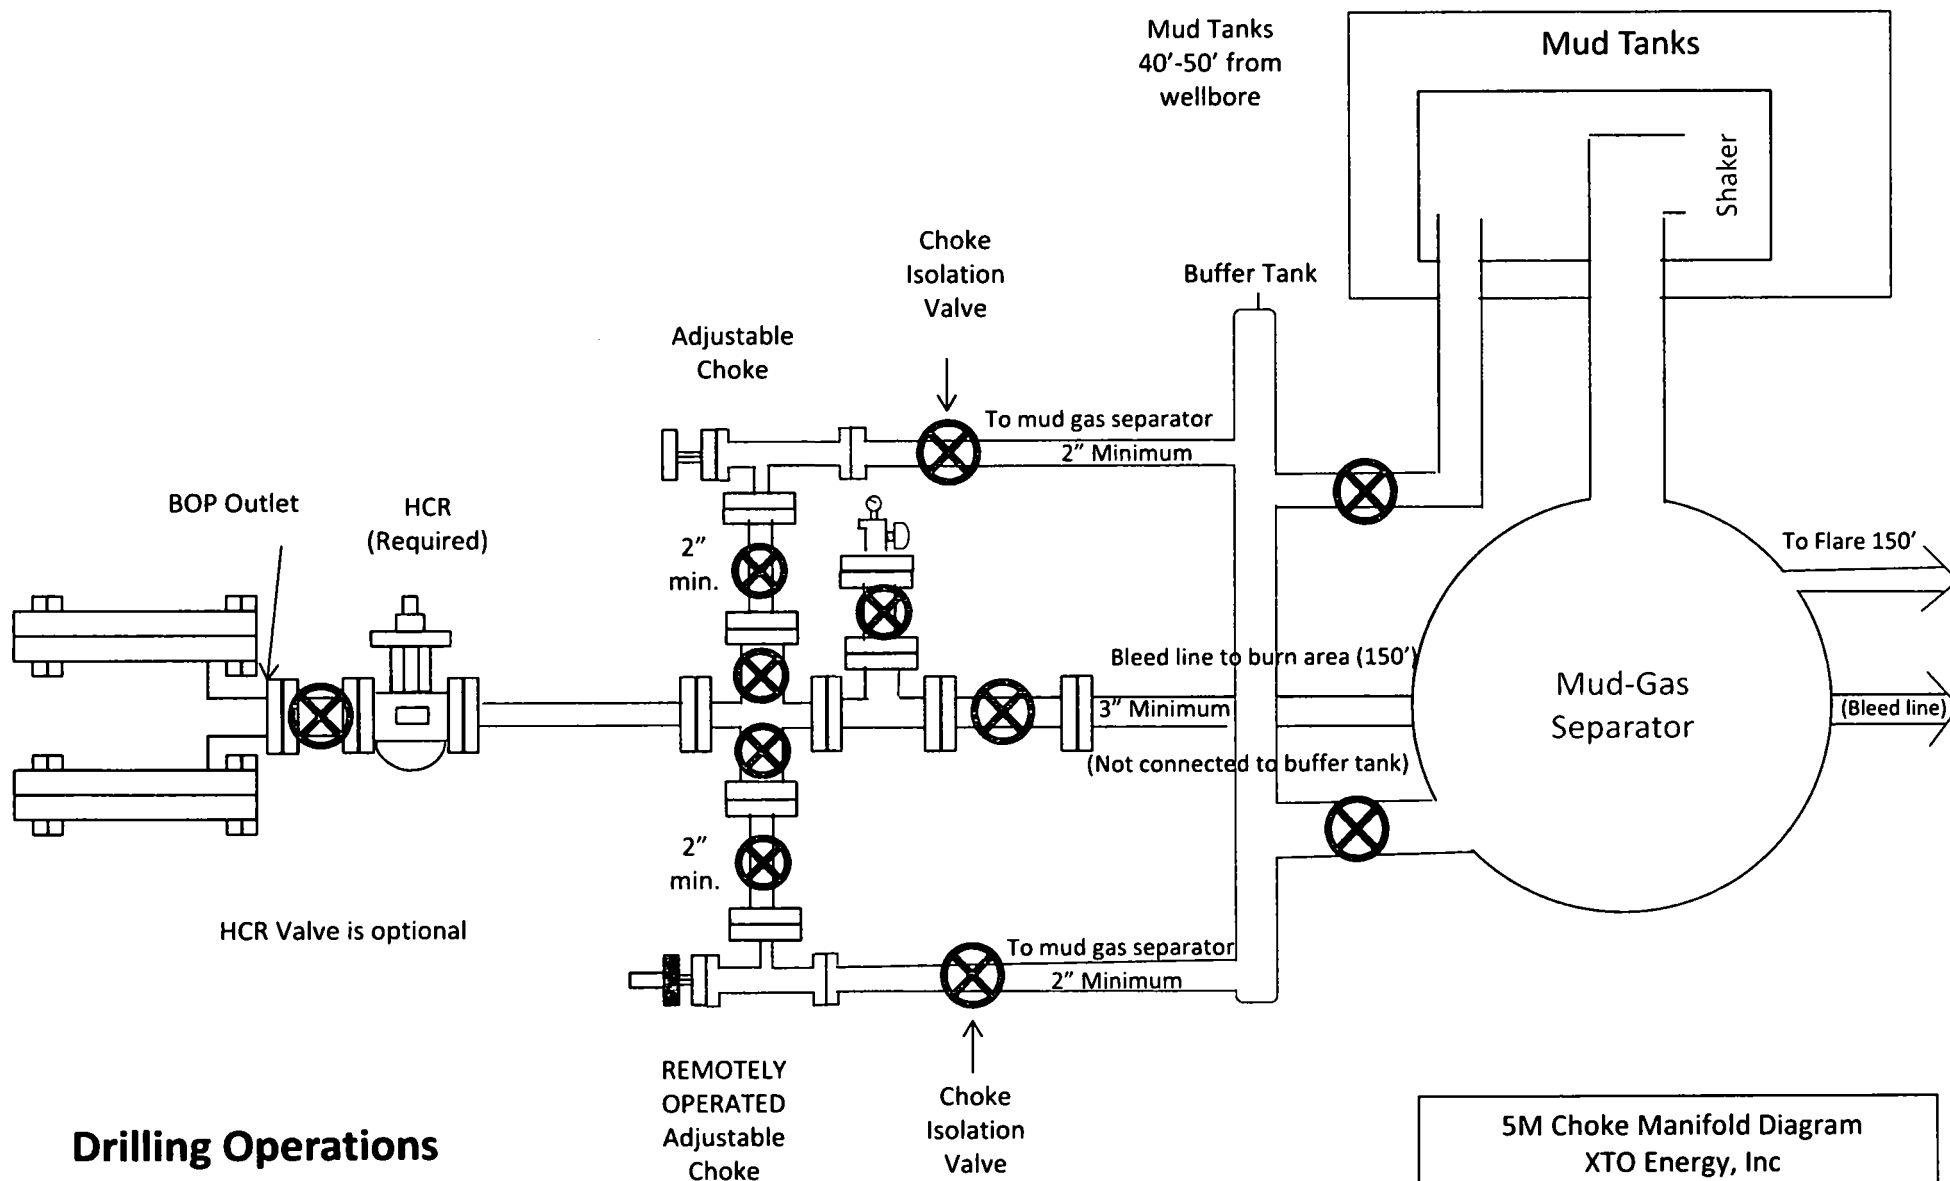 Mud Tanks
40'-50' from
wellbore
Mud Tanks
Shaker
Choke
Isolation
Valve
Buffer Tank
Adjustable
Choke
To mud gas separator
2" Minimum
BOP Outlet
HCR
(Required)
2"
min.
To Flare 150'
Bleed line to burn area (150')
3" Minimum
(Not connected to buffer tank)
Mud-Gas
Separator
(Bleed line)
2"
min.
HCR Valve is optional
To mud gas separator
2" Minimum
REMOTELY
OPERATED
Adjustable
Choke
Choke
Isolation
Valve
Drilling Operations
5M Choke Manifold Diagram
XTO Energy, Inc